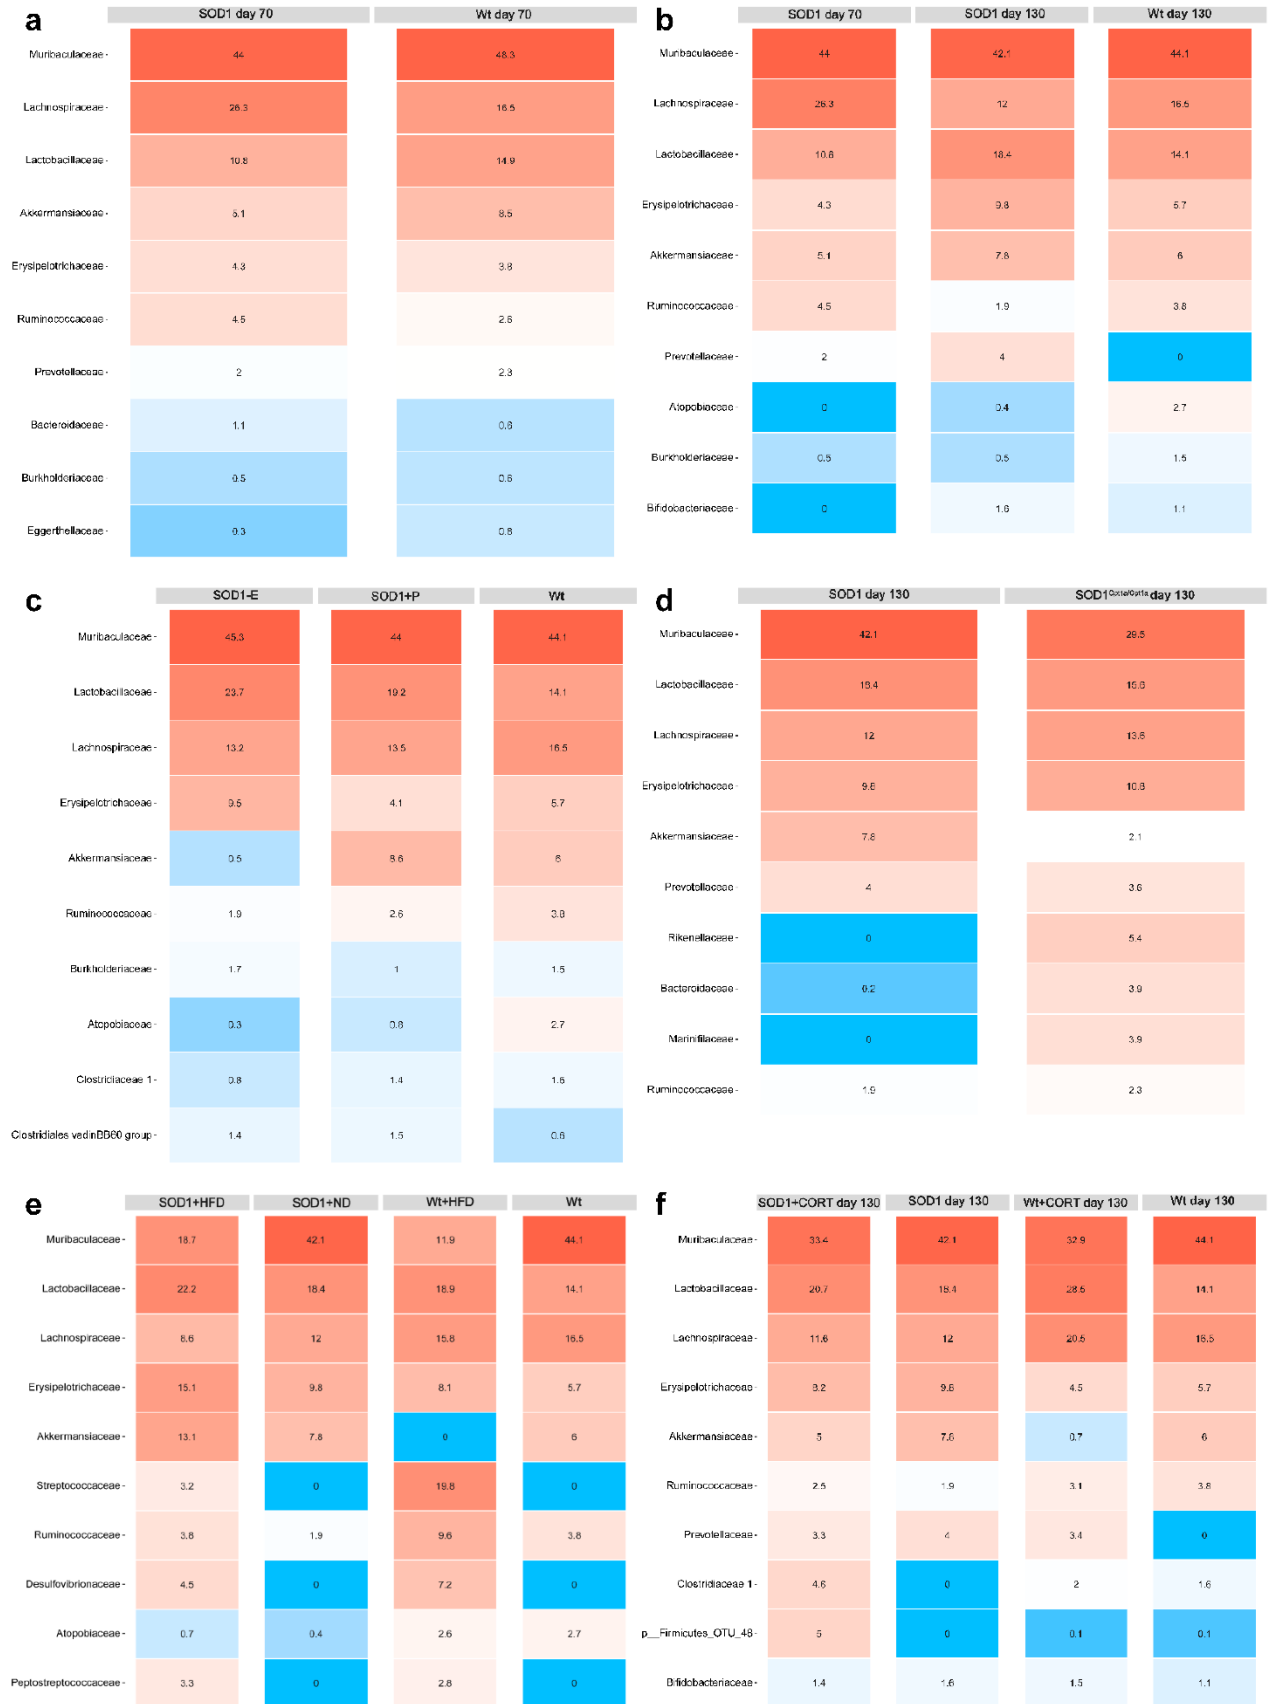 a
SOD1 day 70 Wt day 70
Muribaculaceae 44 48.3
Lachnospiraceae 26.3 16.5
Lactobacillaceae 10.8 14.9
Akkermansiaceae 5.1 8.5
Erysipelotrichaceae 4.3 3.8
Ruminococcaceae 4.5 2.6
Prevotellaceae 2 2.3
Bacteroidaceae 1.1 0.6
Burkholderiaceae 0.5 0.6
Eggerthellaceae 0.3 0.8
b
SOD1 day 70 SOD1 day 130 Wt day 130
Muribaculaceae 44 42.1 44.1
Lachnospiraceae 26.3 12 16.5
Lactobacillaceae 10.8 18.4 14.1
Erysipelotrichaceae 4.3 9.8 5.7
Akkermansiaceae 5.1 7.8 6
Ruminococcaceae 4.5 1.9 3.8
Prevotellaceae 2 4 0
Atopobiaceae 0 0.4 2.7
Burkholderiaceae 0.5 0.5 1.5
Bifidobacteriaceae 0 1.6 1.1
c
SOD1-E SOD1+P Wt
Muribaculaceae 45.3 44 44.1
Lactobacillaceae 23.7 19.2 14.1
Lachnospiraceae 13.2 13.5 16.5
Erysipelotrichaceae 9.5 4.1 5.7
Akkermansiaceae 0.5 8.6 6
Ruminococcaceae 1.9 2.6 3.8
Burkholderiaceae 1.7 1 1.5
Atopobiaceae 0.3 0.8 2.7
Clostridiaceae 1 0.8 1.4 1.6
Clostridiales vadinBB60 group 1.4 1.5 0.6
d
SOD1 day 130 SOD1 Cpt1a/Cpt1a day 130
Muribaculaceae 42.1 29.5
Lactobacillaceae 18.4 15.6
Lachnospiraceae 12 13.6
Erysipelotrichaceae 9.8 10.8
Akkermansiaceae 7.8 2.1
Prevotellaceae 4 3.6
Rikenellaceae 0 5.4
Bacteroidaceae 0.2 3.9
Marinifilaceae 0 3.9
Ruminococcaceae 1.9 2.3
e
SOD1+HFD SOD1+ND Wt+HFD Wt
Muribaculaceae 18.7 42.1 11.9 44.1
Lactobacillaceae 22.2 18.4 18.9 14.1
Lachnospiraceae 8.6 12 15.8 16.5
Erysipelotrichaceae 15.1 9.8 8.1 5.7
Akkermansiaceae 13.1 7.8 0 6
Streptococcaceae 3.2 0 19.8 0
Ruminococcaceae 3.8 1.9 9.6 3.8
Desulfovibrionaceae 4.5 0 7.2 0
Atopobiaceae 0.7 0.4 2.6 2.7
Peptostreptococcaceae 3.3 0 2.8 0
f
SOD1+CORT day 130 SOD1 day 130 Wt+CORT day 130 Wt day 130
Muribaculaceae 33.4 42.1 32.9 44.1
Lactobacillaceae 20.7 18.4 28.5 14.1
Lachnospiraceae 11.6 12 20.5 16.5
Erysipelotrichaceae 8.2 9.8 4.5 5.7
Akkermansiaceae 5 7.8 0.7 6
Ruminococcaceae 2.5 1.9 3.1 3.8
Prevotellaceae 3.3 4 3.4 0
Clostridiaceae 1 4.6 0 2 1.6
p__Firmicutes_OTU_48 5 0 0.1 0.1
Bifidobacteriaceae 1.4 1.6 1.5 1.1